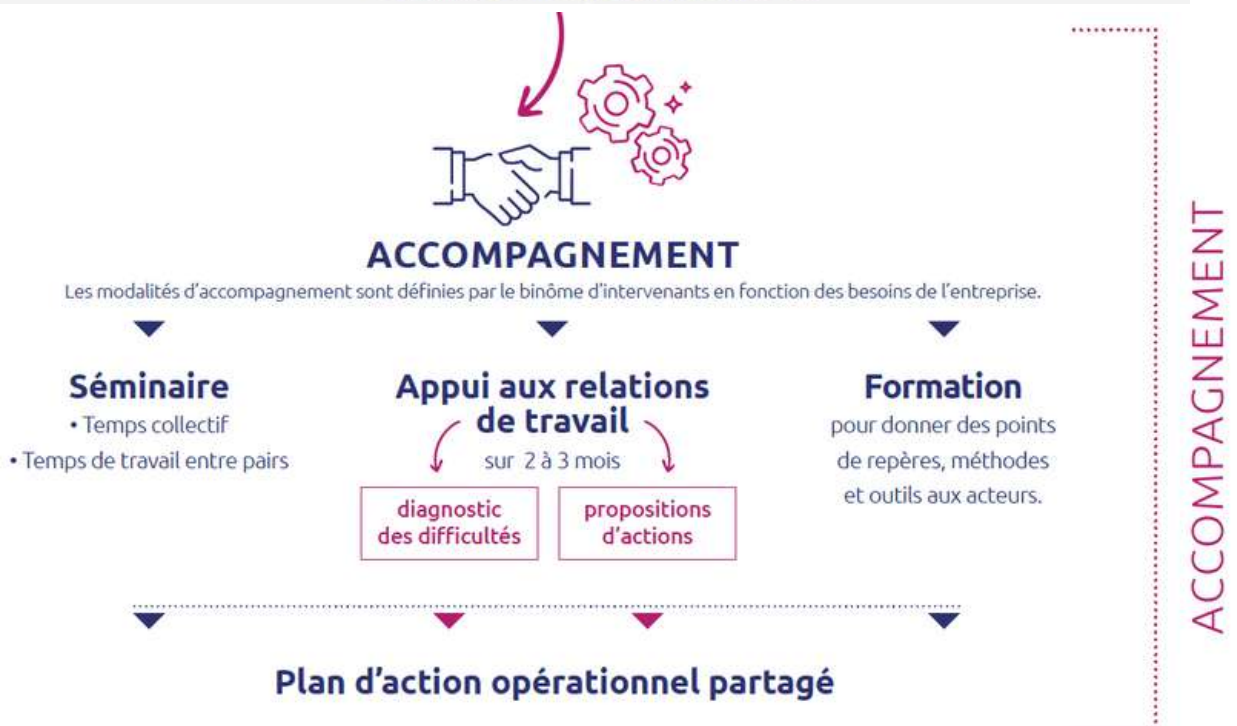 ACCOMPAGNEMENT
Les modalités d'accompagnement sont définies par le binôme d'intervenants en fonction des besoins de l'entreprise.
Séminaire
• Temps collectif
• Temps de travail entre pairs
Appui aux relations
de travail
sur 2 à 3 mois
diagnostic
des difficultés
propositions
d'actions
Formation
pour donner des points
de repères, méthodes
et outils aux acteurs.
Plan d'action opérationnel partagé
ACCOMPAGNEMENT